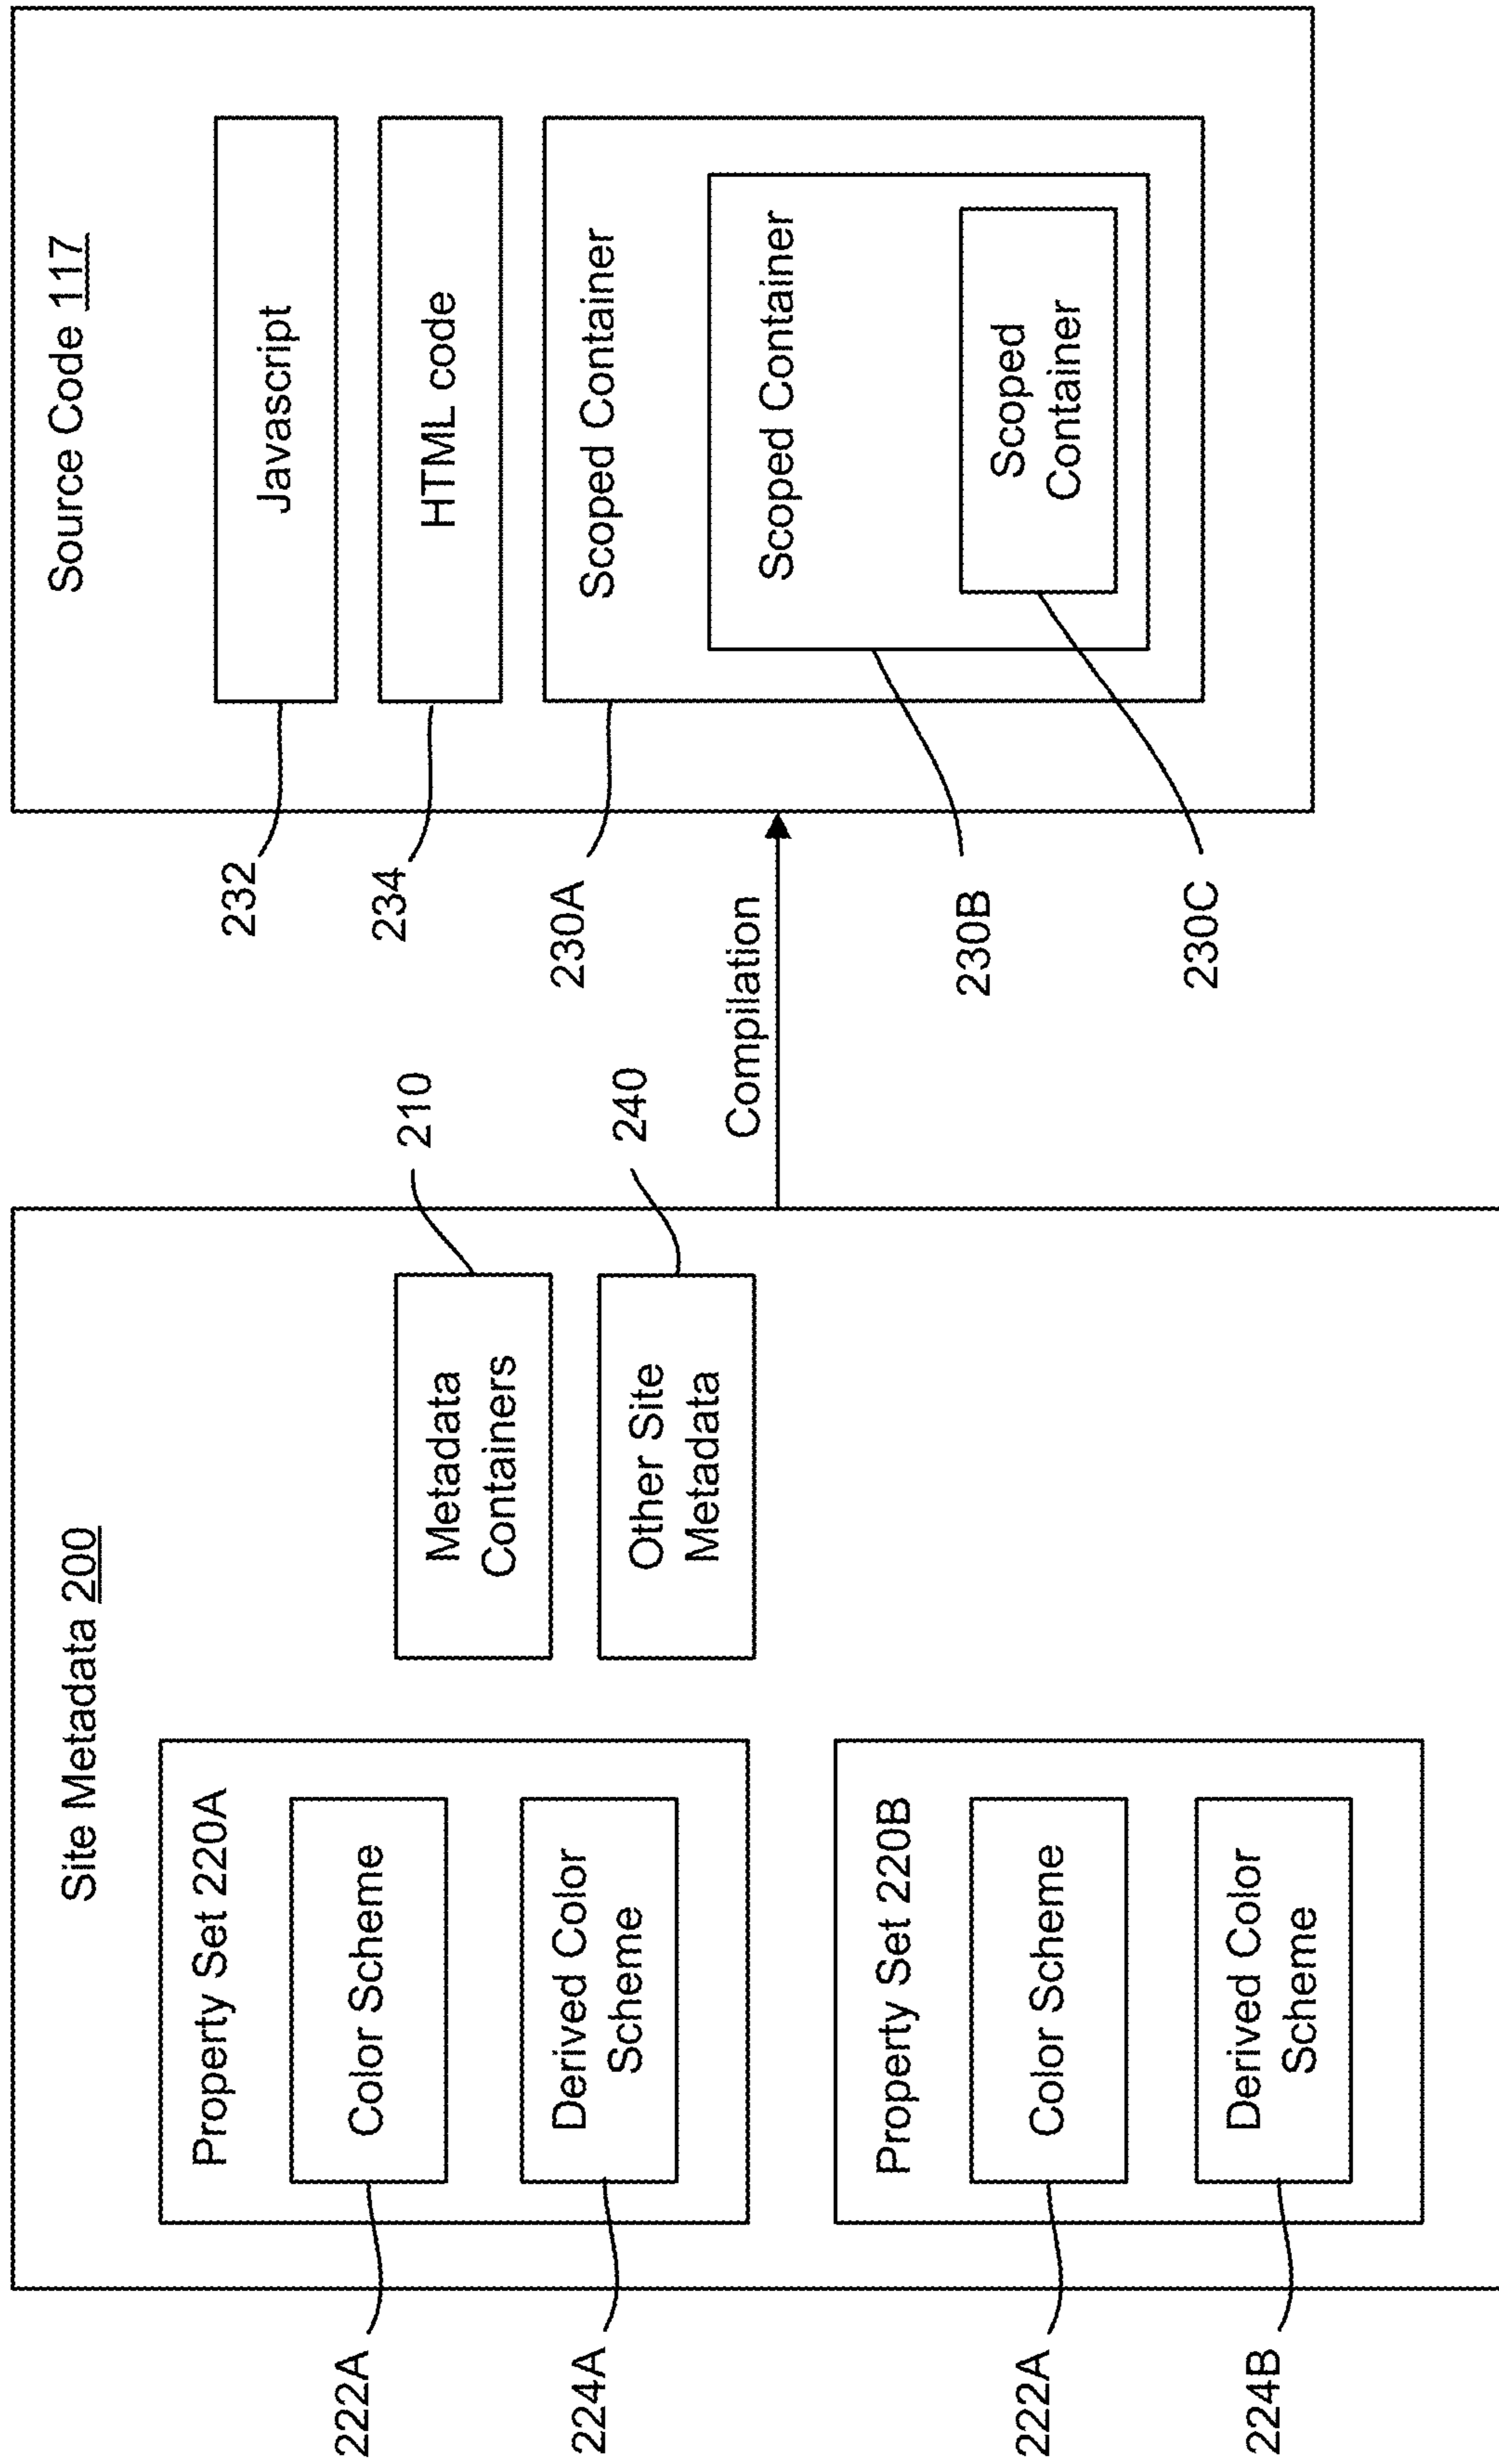 Site Metadata 200
Property Set 220A
Color Scheme
Derived Color
Scheme
222A
224A
Property Set 220B
Color Scheme
Derived Color
Scheme
222A
224B
Metadata
Containers
210
Other Site
Metadata
240
Compilation
Source Code 117
Javascript
232
HTML code
234
Scoped Container
230A
Scoped Container
230B
Scoped
Container
230C